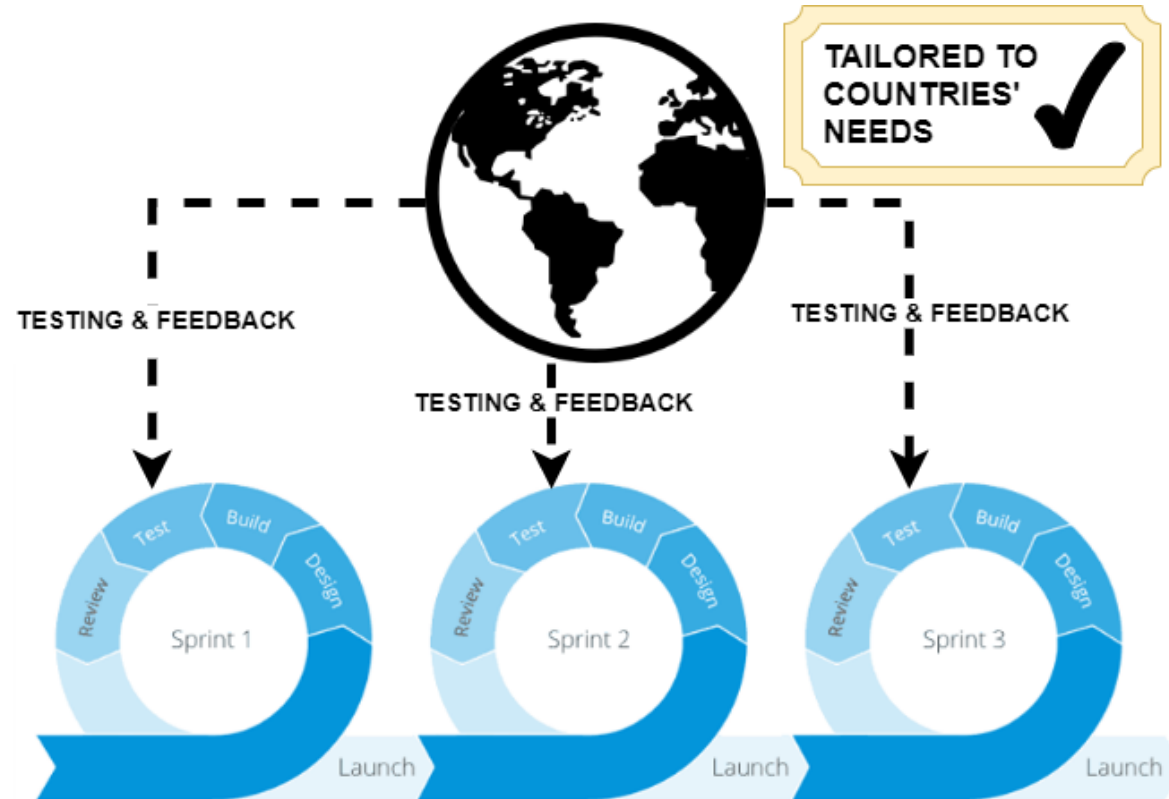 TAILORED TO
COUNTRIES'
NEEDS
TESTING & FEEDBACK
TESTING & FEEDBACK
TESTING & FEEDBACK
Test
Build
Design
Review
Sprint 1
Launch
Test
Build
Design
Review
Sprint 2
Launch
Test
Build
Design
Review
Sprint 3
Launch